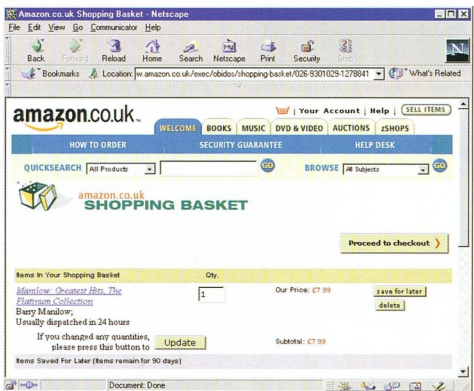 Amazon.co.uk Shopping Basket - Netscape
File Edit View Go Communicator Help
Back Forward Reload Home Search Netscape Print Security Stop
Bookmarks Location: w.amazon.co.uk/exec/obidos/shopping-basket/026-9301029-1278841 What's Related
amazon.co.uk
| Your Account | Help | SELL ITEMS
WELCOME BOOKS MUSIC DVD & VIDEO AUCTIONS zSHOPS
HOW TO ORDER SECURITY GUARANTEE HELP DESK
QUICKSEARCH All Products GO BROWSE All Subjects GO
amazon.co.uk
SHOPPING BASKET
Proceed to checkout
Items In Your Shopping Basket Qty.
Manilow: Greatest Hits, The 1 Our Price: £7.99 save for later
Platinum Collection delete
Barry Manilow;
Usually dispatched in 24 hours
If you changed any quantities,
please press this button to Update Subtotal: £7.99
Items Saved For Later (Items remain for 90 days)
Document: Done